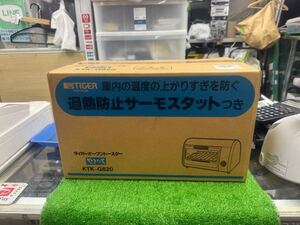 LINE
TIGER
庫内の温度の上がりすぎを防ぐ
過熱防止サーモスタットつき
タイガーオーブントースター
KTK-G820